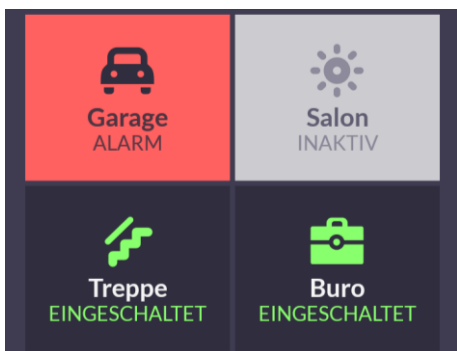 Garage
ALARM
Salon
INAKTIV
Treppe
EINGESCHALTET
Buro
EINGESCHALTET